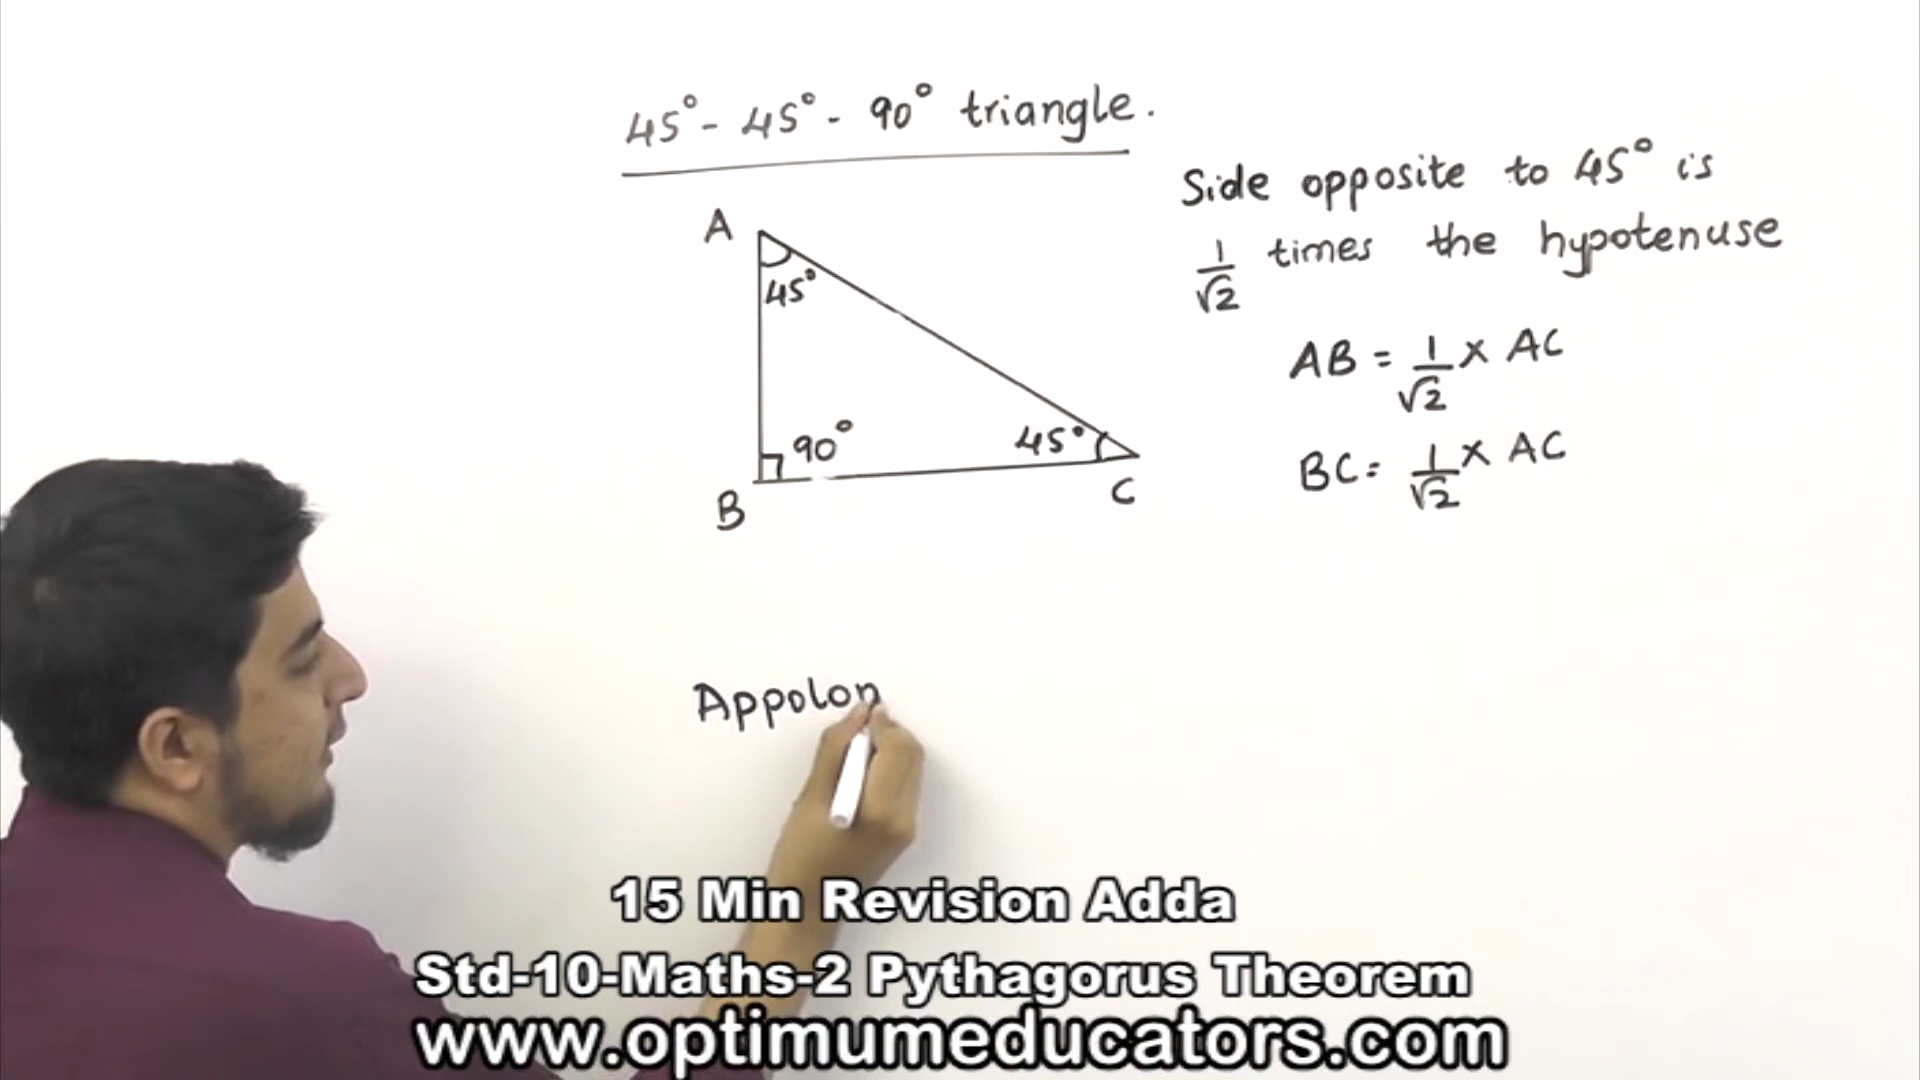 45° - 45° - 90° triangle.
Side opposite to 45° is
1/√2 times the hypotenuse
A
45°
AB = 1/√2 × AC
90°
45°
BC = 1/√2 × AC
B
C
Appolon
15 Min Revision Adda
Std-10-Maths-2 Pythagorus Theorem
www.optimumeducators.com